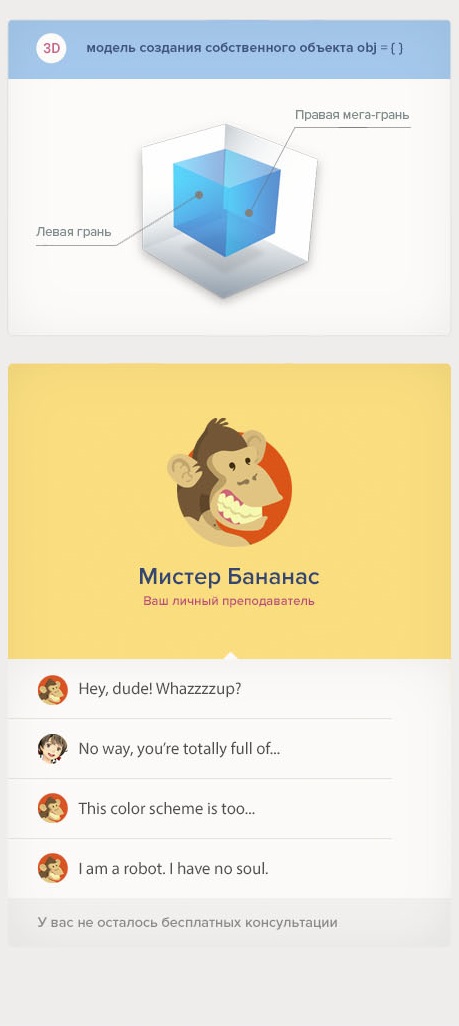 3D модель создания собственного объекта obj = { }
Правая мега-грань
Левая грань
Мистер Бананас
Ваш личный преподаватель
Hey, dude! Whazzzzup?
No way, you’re totally full of...
This color scheme is too...
I am a robot. I have no soul.
У вас не осталось бесплатных консультации